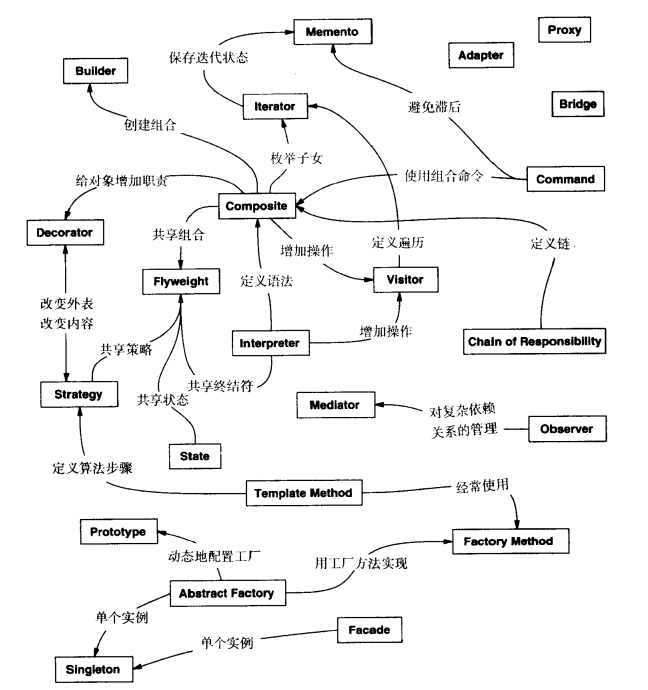 Proxy
Memento
Adapter
保存迭代状态
Builder
Iterator
Bridge
避免滞后
创建组合
枚举子女
给对象增加职责
使用组合命令
Command
Composite
Decorator
共享组合
增加操作
定义遍历
定义链
Flyweight
定义语法
Visitor
改变外表
改变内容
增加操作
共享策略
Interpreter
Chain of Responsibility
共享终结符
Strategy
共享状态
Mediator
对复杂依赖
关系的管理
Observer
State
定义算法步骤
Template Method
经常使用
Prototype
动态地配置工厂
用工厂方法实现
Factory Method
Abstract Factory
单个实例
Facade
单个实例
Singleton